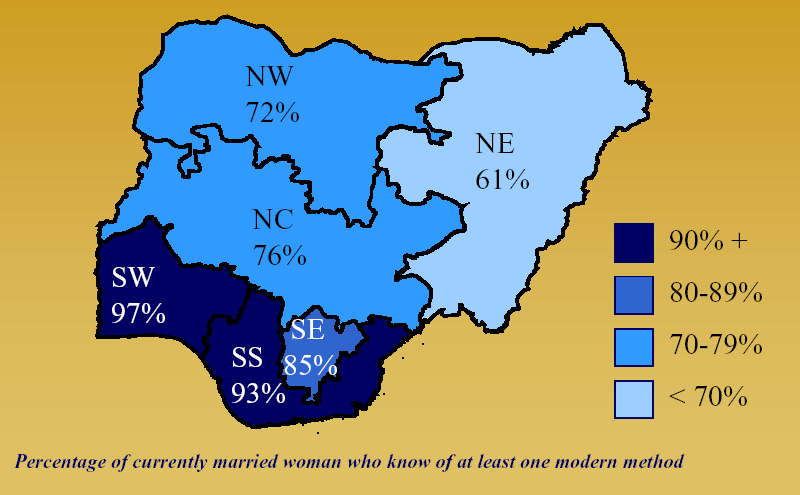 NW
72%
NE
61%
NC
76%
SW
97%
SE
85%
SS
93%
90% +
80-89%
70-79%
< 70%
Percentage of currently married woman who know of at least one modern method